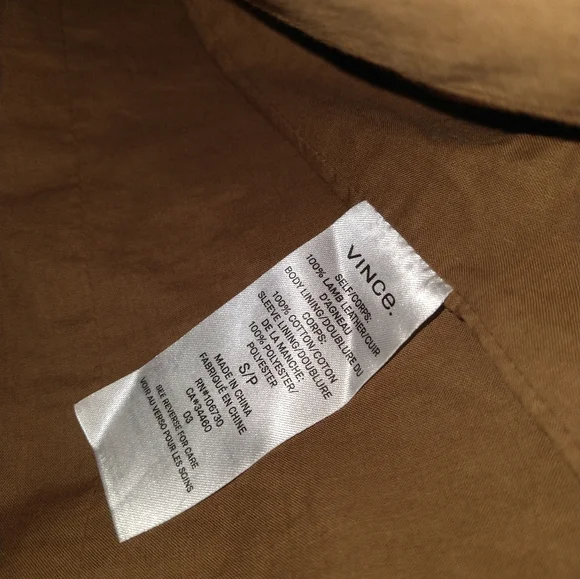 VINCE.
SELF/CORPS:
100% LAMB LEATHER/CUIR
D'AGNEAU
BODY LINING/DOUBLURE DU
CORPS:
100% COTTON/COTON
SLEEVE LINING/DOUBLURE
DE LA MANCHE:
100% POLYESTER/
POLYESTER
S/P
MADE IN CHINA
FABRIQUÉ EN CHINE
RN#106730
CA#34460
03
SEE REVERSE FOR CARE
VOIR AU VERSO POUR LES SOINS